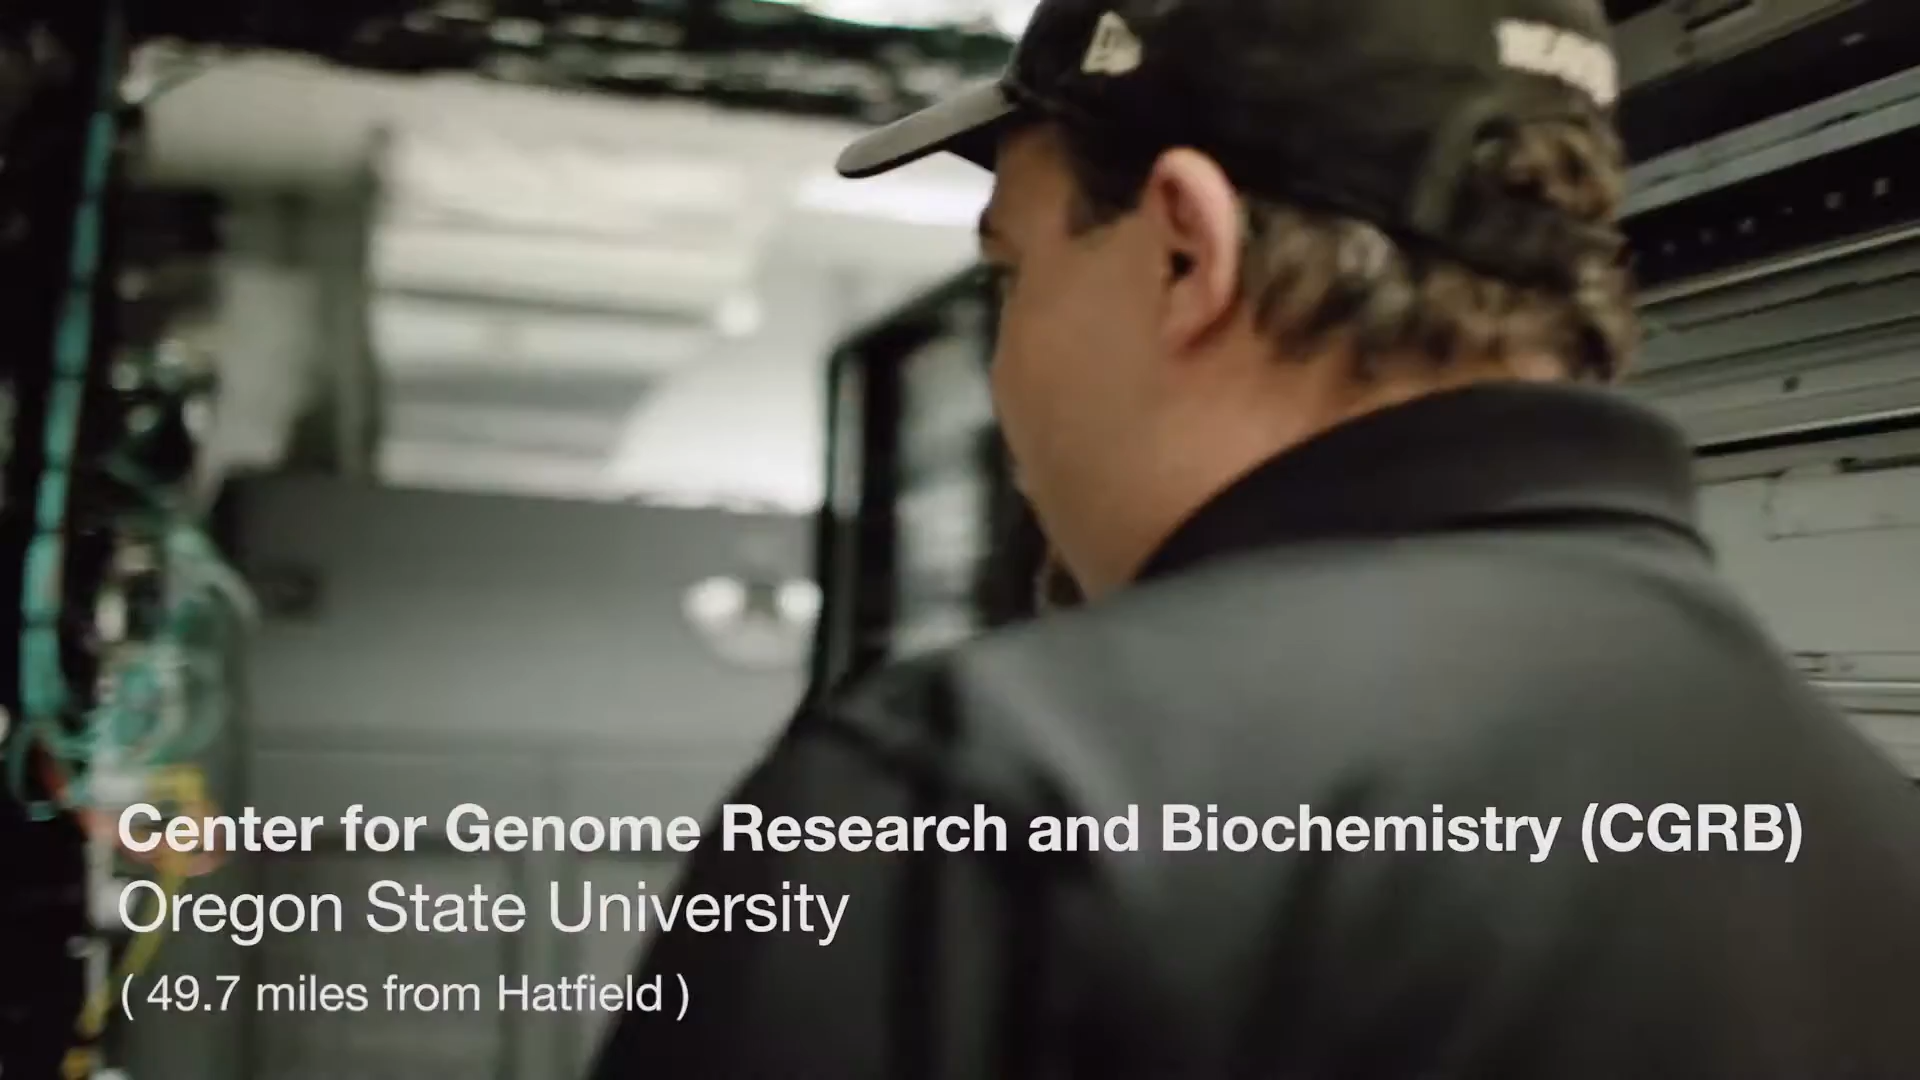 Center for Genome Research and Biochemistry (CGRB)
Oregon State University
( 49.7 miles from Hatfield )